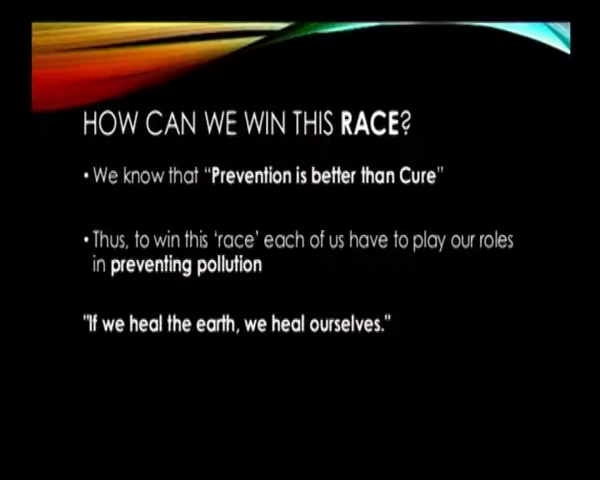 HOW CAN WE WIN THIS RACE?
• We know that “Prevention is better than Cure”
• Thus, to win this ‘race’ each of us have to play our roles
in preventing pollution
"If we heal the earth, we heal ourselves."